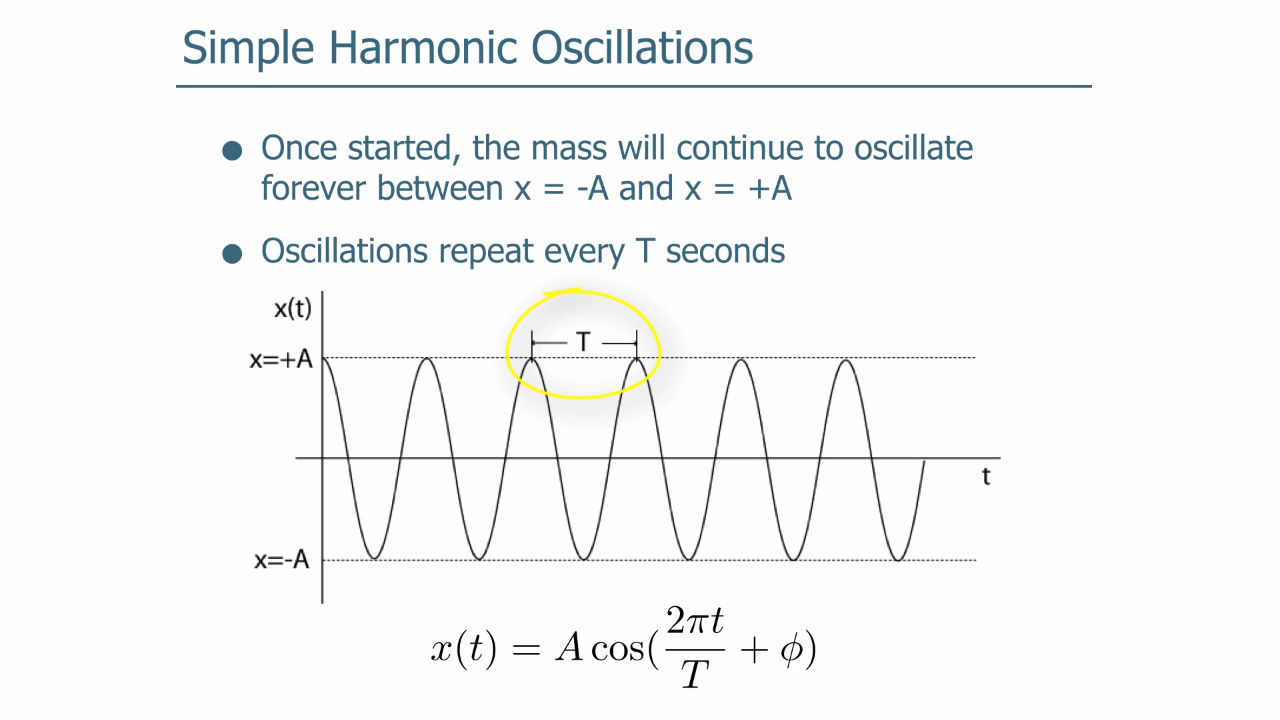 Simple Harmonic Oscillations
● Once started, the mass will continue to oscillate
forever between x = -A and x = +A
● Oscillations repeat every T seconds
x(t)
T
x=+A
t
x=-A
x(t) = A cos(2πt/T + φ)